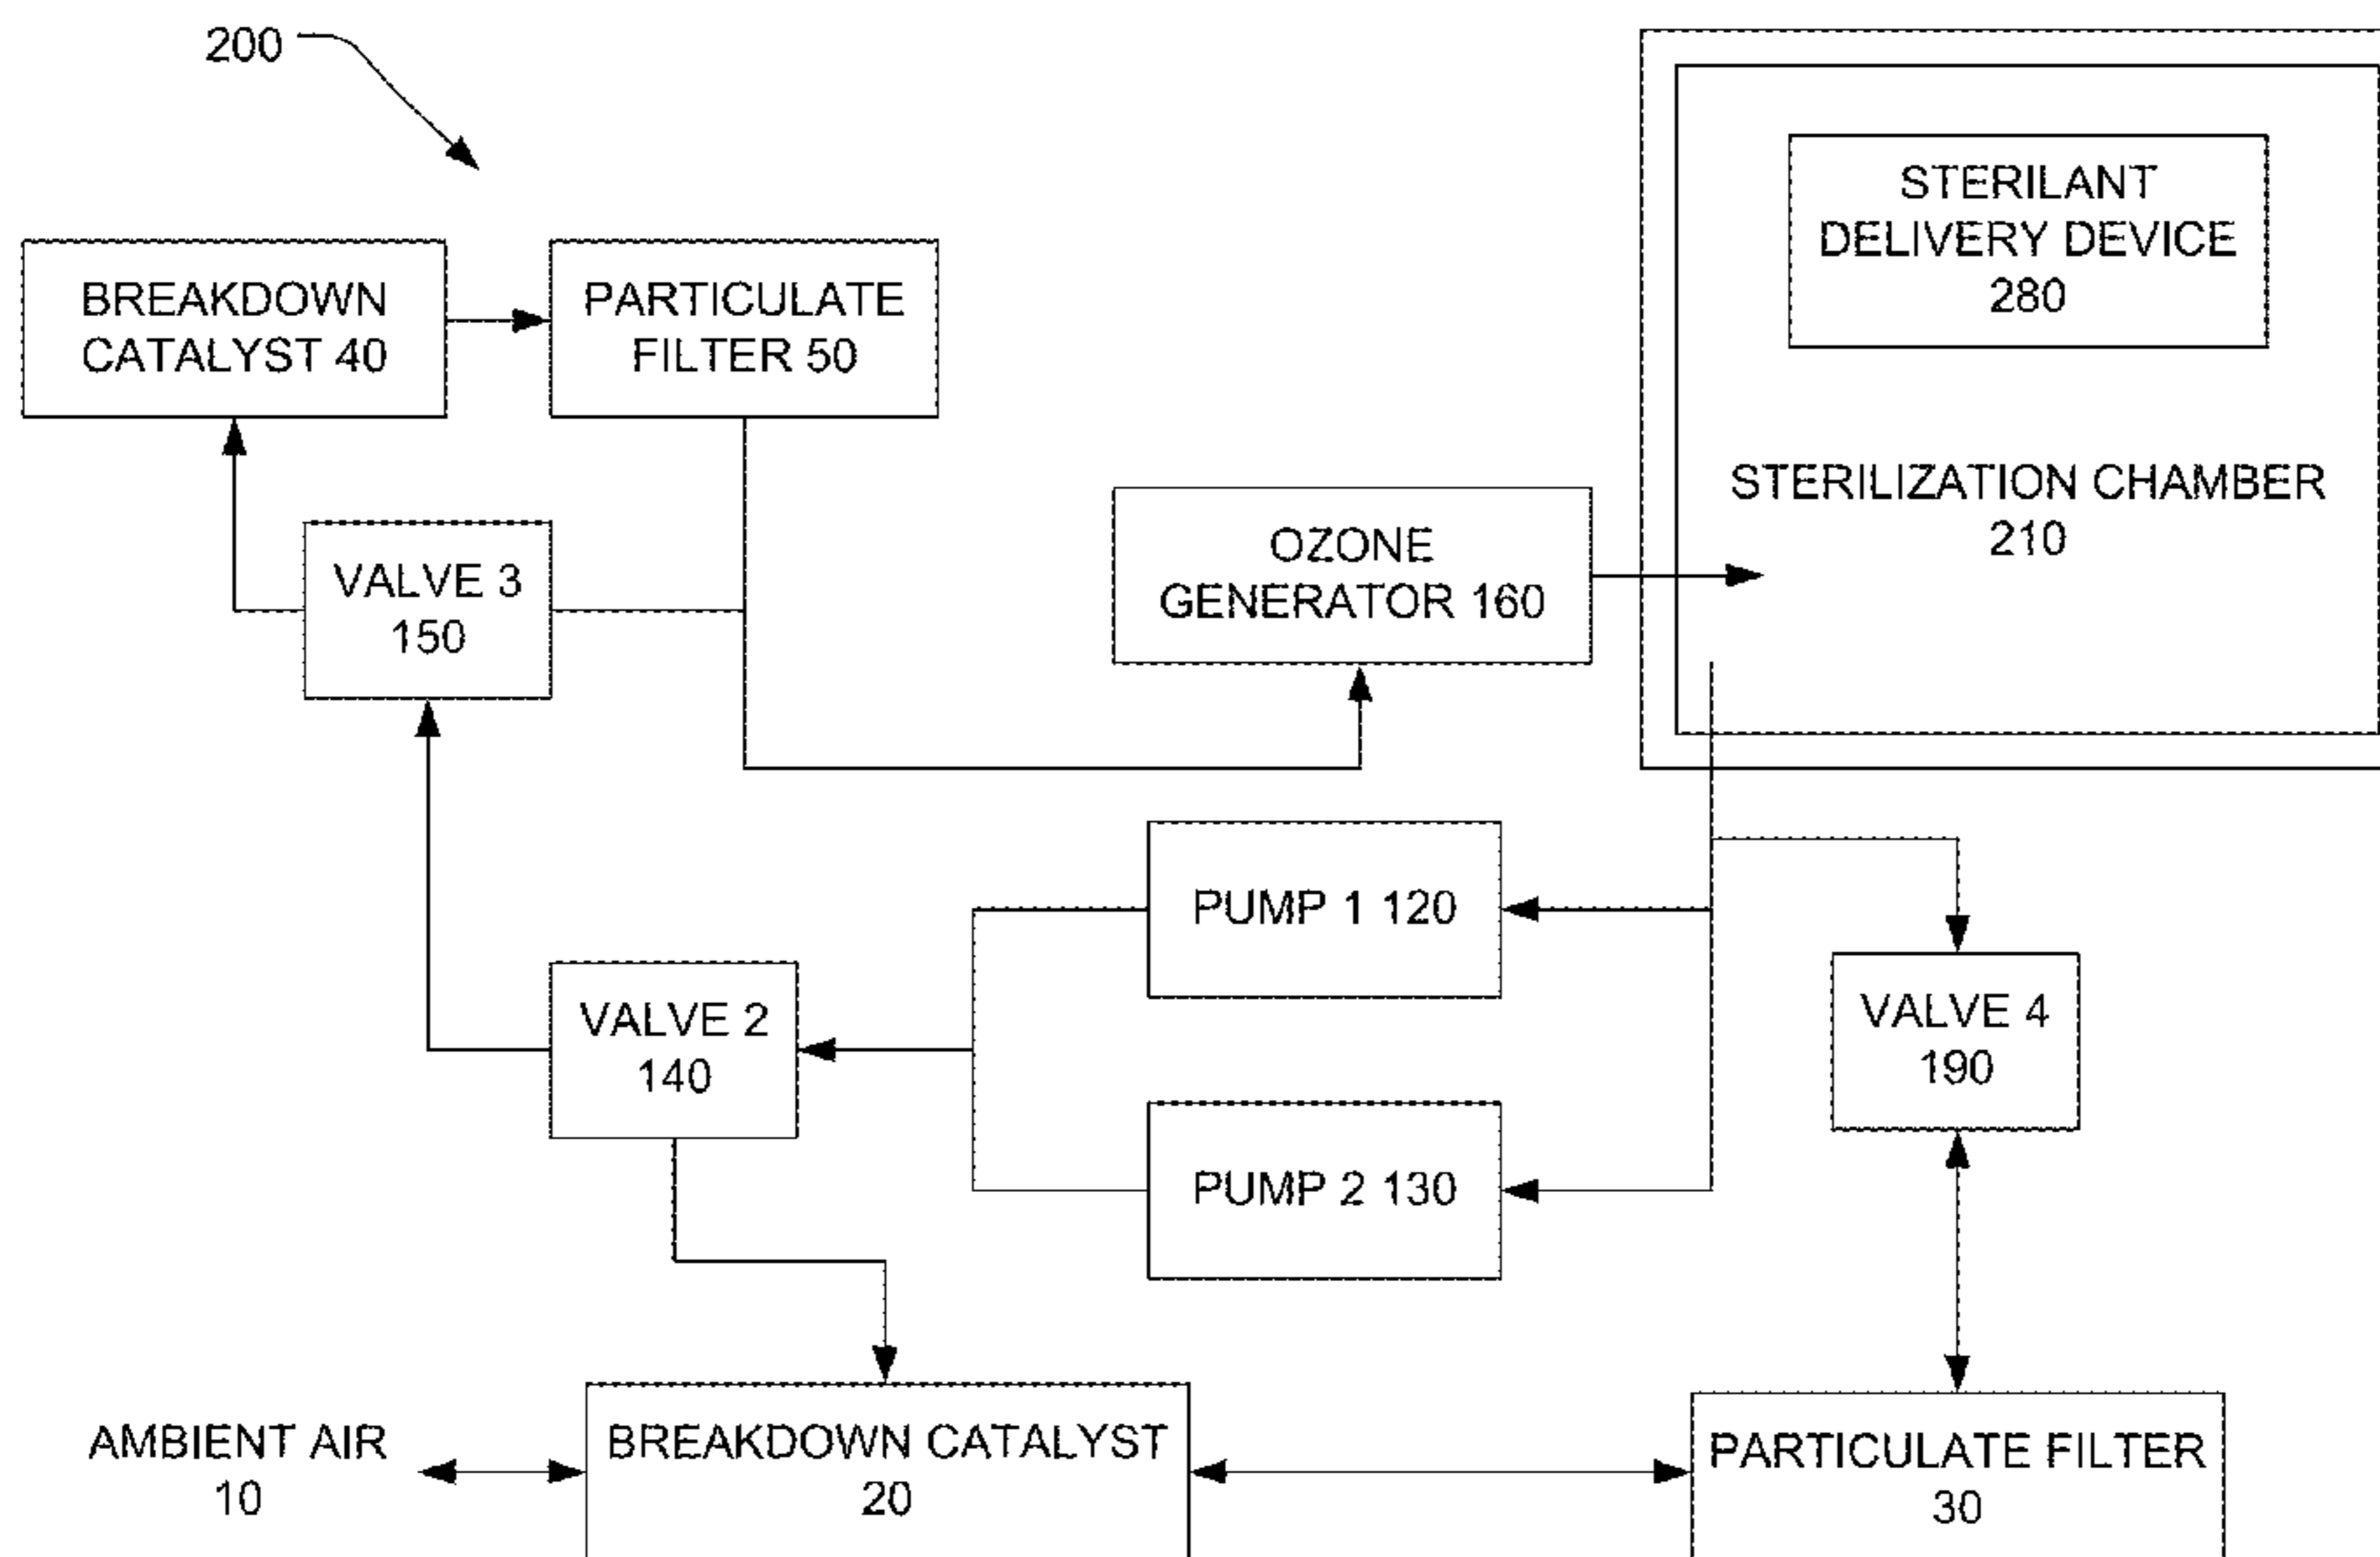 200
STERILANT
DELIVERY DEVICE
280
BREAKDOWN
CATALYST 40
PARTICULATE
FILTER 50
STERILIZATION CHAMBER
210
OZONE
GENERATOR 160
VALVE 3
150
PUMP 1 120
VALVE 2
140
VALVE 4
190
PUMP 2 130
AMBIENT AIR
10
BREAKDOWN CATALYST
20
PARTICULATE FILTER
30